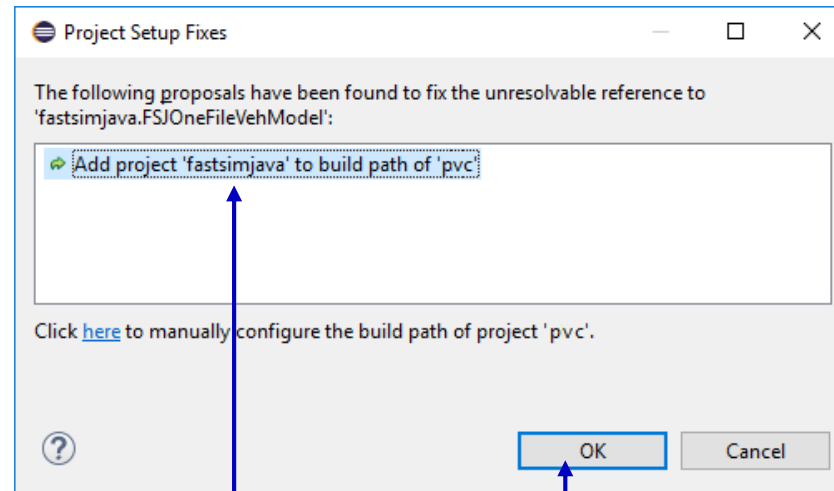 Project Setup Fixes
The following proposals have been found to fix the unresolvable reference to
'fastsimjava.FSJOneFileVehModel':
Add project 'fastsimjava' to build path of 'pvc'
Click here to manually configure the build path of project 'pvc'.
?
OK
Cancel